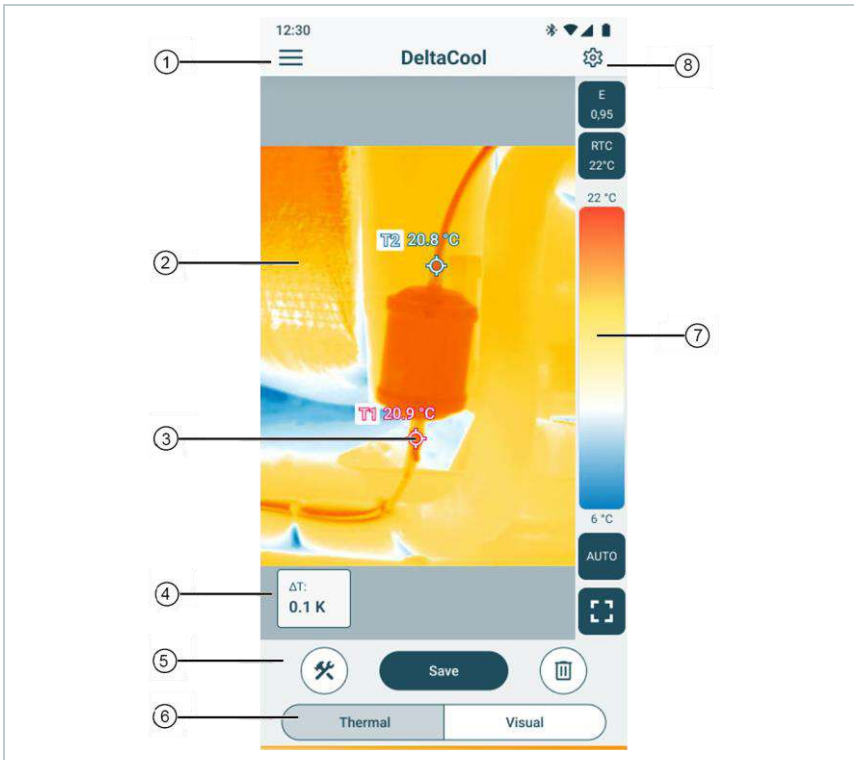 12:30
1
DeltaCool
8
E
0,95
RTC
22°C
22 °C
T2 20.8 °C
2
7
T1 20.9 °C
3
6 °C
AUTO
4
ΔT:
0.1 K
5
Save
6
Thermal
Visual